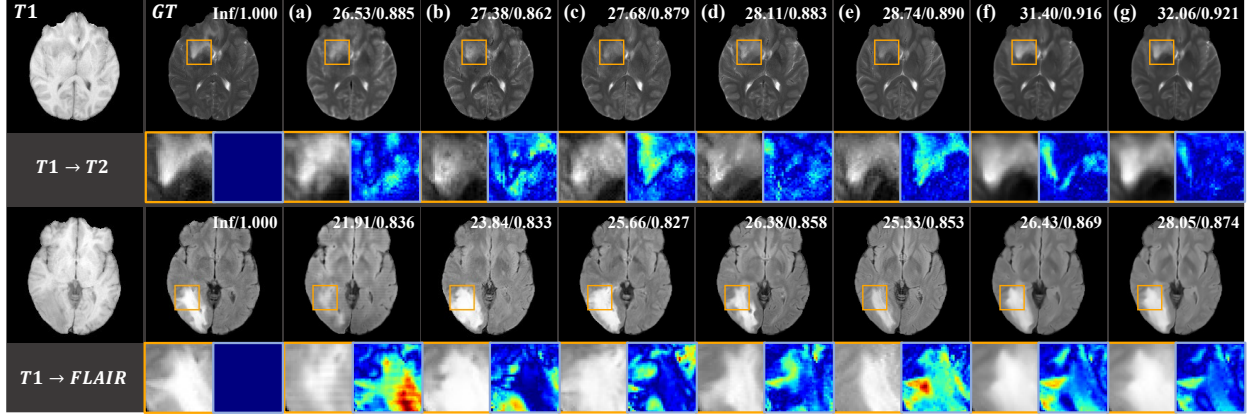 T1 GT Inf/1.000 (a) 26.53/0.885 (b) 27.38/0.862 (c) 27.68/0.879 (d) 28.11/0.883 (e) 28.74/0.890 (f) 31.40/0.916 (g) 32.06/0.921
T1 → T2
Inf/1.000 21.91/0.836 23.84/0.833 25.66/0.827 26.38/0.858 25.33/0.853 26.43/0.869 28.05/0.874
T1 → FLAIR